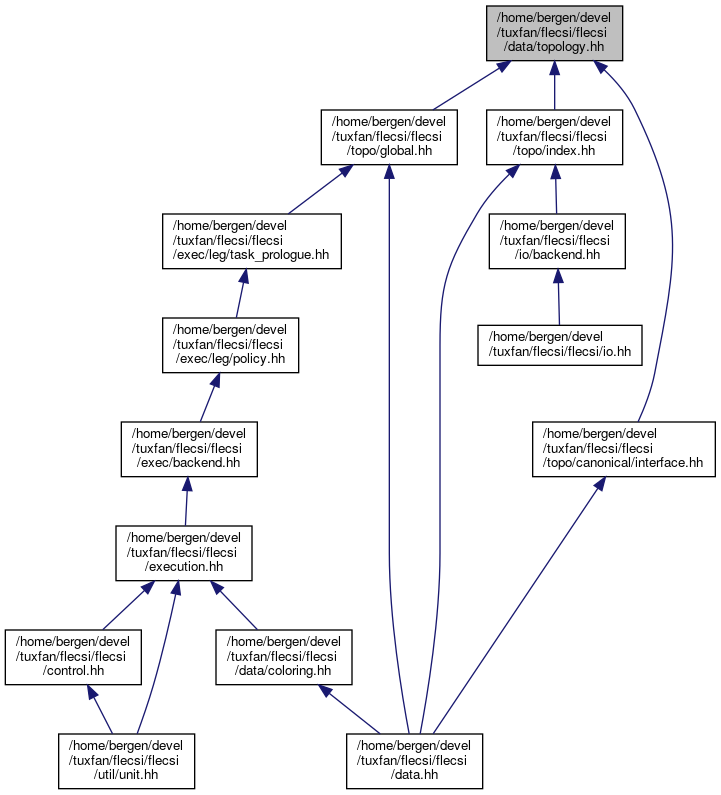 /home/bergen/devel
/tuxfan/flecsi/flecsi
/data/topology.hh
/home/bergen/devel
/tuxfan/flecsi/flecsi
/topo/global.hh
/home/bergen/devel
/tuxfan/flecsi/flecsi
/topo/index.hh
/home/bergen/devel
/tuxfan/flecsi/flecsi
/exec/leg/task_prologue.hh
/home/bergen/devel
/tuxfan/flecsi/flecsi
/io/backend.hh
/home/bergen/devel
/tuxfan/flecsi/flecsi
/exec/leg/policy.hh
/home/bergen/devel
/tuxfan/flecsi/flecsi/io.hh
/home/bergen/devel
/tuxfan/flecsi/flecsi
/exec/backend.hh
/home/bergen/devel
/tuxfan/flecsi/flecsi
/topo/canonical/interface.hh
/home/bergen/devel
/tuxfan/flecsi/flecsi
/execution.hh
/home/bergen/devel
/tuxfan/flecsi/flecsi
/control.hh
/home/bergen/devel
/tuxfan/flecsi/flecsi
/data/coloring.hh
/home/bergen/devel
/tuxfan/flecsi/flecsi
/util/unit.hh
/home/bergen/devel
/tuxfan/flecsi/flecsi
/data.hh